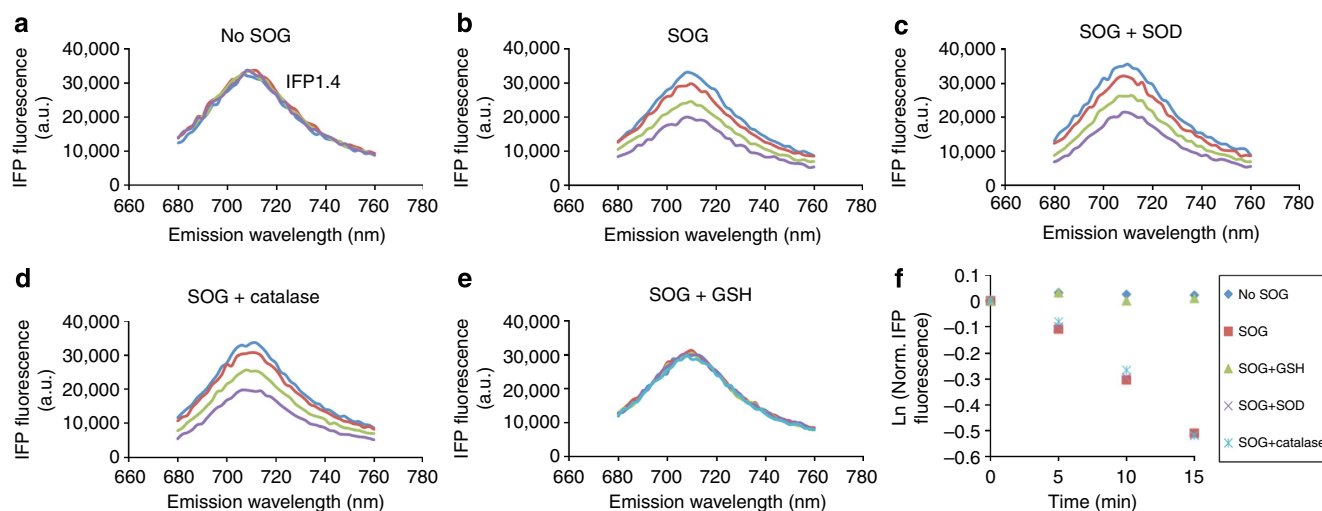 a
No SOG
IFP fluorescence
(a.u.)
40,000
30,000
20,000
10,000
0
IFP1.4
660 680 700 720 740 760 780
Emission wavelength (nm)
b
SOG
IFP fluorescence
(a.u.)
40,000
30,000
20,000
10,000
0
660 680 700 720 740 760 780
Emission wavelength (nm)
c
SOG + SOD
IFP fluorescence
(a.u.)
40,000
30,000
20,000
10,000
0
660 680 700 720 740 760 780
Emission wavelength (nm)
d
SOG + catalase
IFP fluorescence
(a.u.)
40,000
30,000
20,000
10,000
0
660 680 700 720 740 760 780
Emission wavelength (nm)
e
SOG + GSH
IFP fluorescence
(a.u.)
40,000
30,000
20,000
10,000
0
660 680 700 720 740 760 780
Emission wavelength (nm)
f
Ln (Norm. IFP
fluorescence)
0.1
0
–0.1
–0.2
–0.3
–0.4
–0.5
–0.6
0 5 10 15
Time (min)
No SOG
SOG
SOG+GSH
SOG+SOD
SOG+catalase